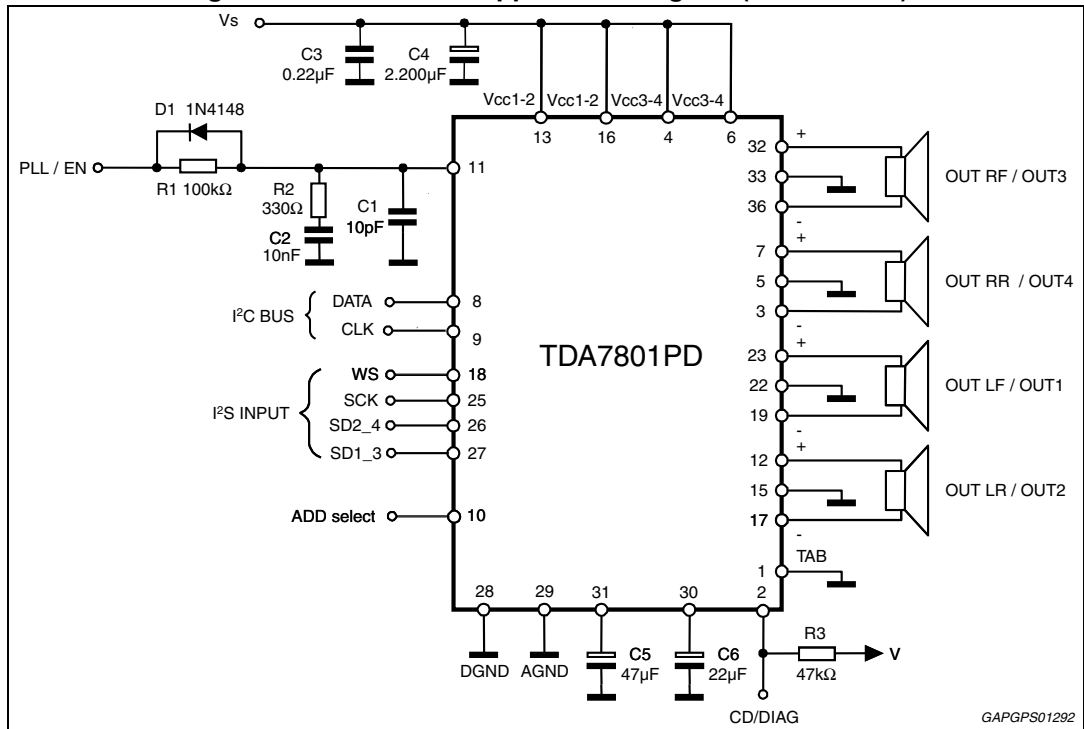 Vs
C3
0.22µF
C4
2.200µF
Vcc1-2
Vcc1-2
Vcc3-4
Vcc3-4
13
16
4
6
D1 1N4148
PLL / EN
R1 100kΩ
11
R2
330Ω
C2
10nF
C1
10pF
I²C BUS
DATA
8
CLK
9
I²S INPUT
WS
18
SCK
25
SD2_4
26
SD1_3
27
ADD select
10
TDA7801PD
32
+
33
36
-
OUT RF / OUT3
7
+
5
3
-
OUT RR / OUT4
23
+
22
19
-
OUT LF / OUT1
12
+
15
17
-
OUT LR / OUT2
TAB
1
28
29
31
30
2
DGND
AGND
C5
47µF
C6
22µF
R3
47kΩ
V
CD/DIAG
GAPGPS01292